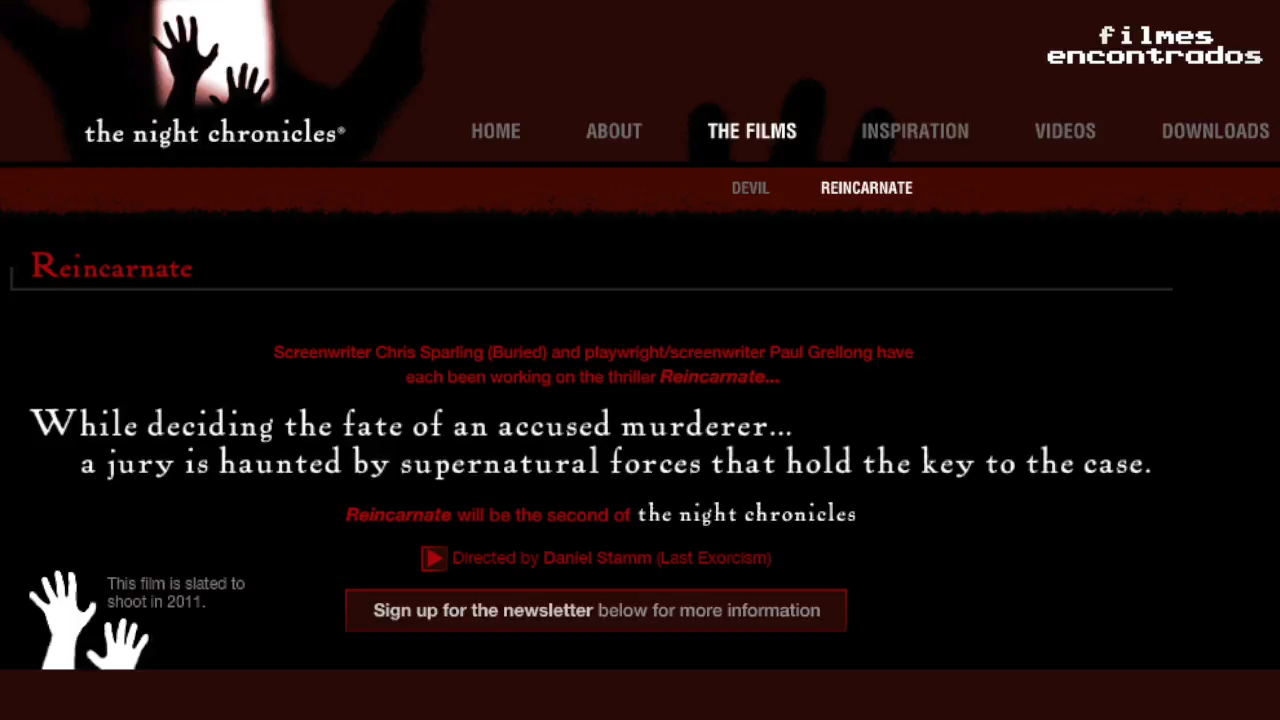 filmes
encontrados
the night chronicles®
HOME ABOUT THE FILMS INSPIRATION VIDEOS DOWNLOADS
DEVIL REINCARNATE
Reincarnate
Screenwriter Chris Sparling (Buried) and playwright/screenwriter Paul Grellong have
each been working on the thriller Reincarnate...
While deciding the fate of an accused murderer...
a jury is haunted by supernatural forces that hold the key to the case.
Reincarnate will be the second of the night chronicles
Directed by Daniel Stamm (Last Exorcism)
This film is slated to
shoot in 2011.
Sign up for the newsletter below for more information